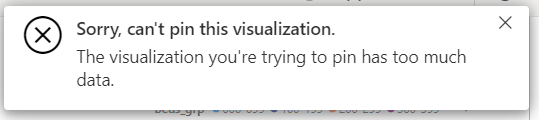 Sorry, can't pin this visualization.
The visualization you're trying to pin has too much
data.